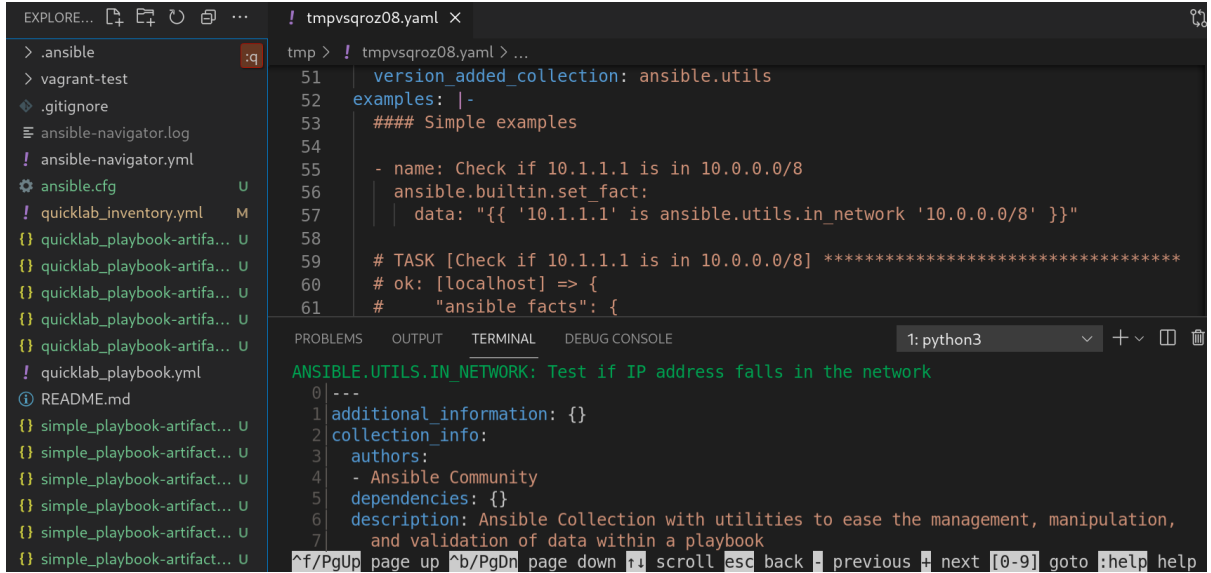 EXPLORE... ...
> .ansible
:q
> vagrant-test
.gitignore
ansible-navigator.log
! ansible-navigator.yml
ansible.cfg U
! quicklab_inventory.yml M
{} quicklab_playbook-artifa... U
{} quicklab_playbook-artifa... U
{} quicklab_playbook-artifa... U
{} quicklab_playbook-artifa... U
{} quicklab_playbook-artifa... U
! quicklab_playbook.yml
README.md
{} simple_playbook-artifact... U
{} simple_playbook-artifact... U
{} simple_playbook-artifact... U
{} simple_playbook-artifact... U
{} simple_playbook-artifact... U
{} simple_playbook-artifact... U
! tmpvsqroz08.yaml ×
tmp > ! tmpvsqroz08.yaml > ...
51 version_added_collection: ansible.utils
52 examples: |-
53 #### Simple examples
54
55 - name: Check if 10.1.1.1 is in 10.0.0.0/8
56 ansible.builtin.set_fact:
57 data: "{{ '10.1.1.1' is ansible.utils.in_network '10.0.0.0/8' }}"
58
59 # TASK [Check if 10.1.1.1 is in 10.0.0.0/8] ***********************************
60 # ok: [localhost] => {
61 # "ansible_facts": {
PROBLEMS OUTPUT TERMINAL DEBUG CONSOLE 1: python3
ANSIBLE.UTILS.IN_NETWORK: Test if IP address falls in the network
0|---
1|additional_information: {}
2|collection_info:
3| authors:
4| - Ansible Community
5| dependencies: {}
6| description: Ansible Collection with utilities to ease the management, manipulation,
7| and validation of data within a playbook
^f/PgUp page up ^b/PgDn page down ↑↓ scroll esc back - previous + next [0-9] goto :help help